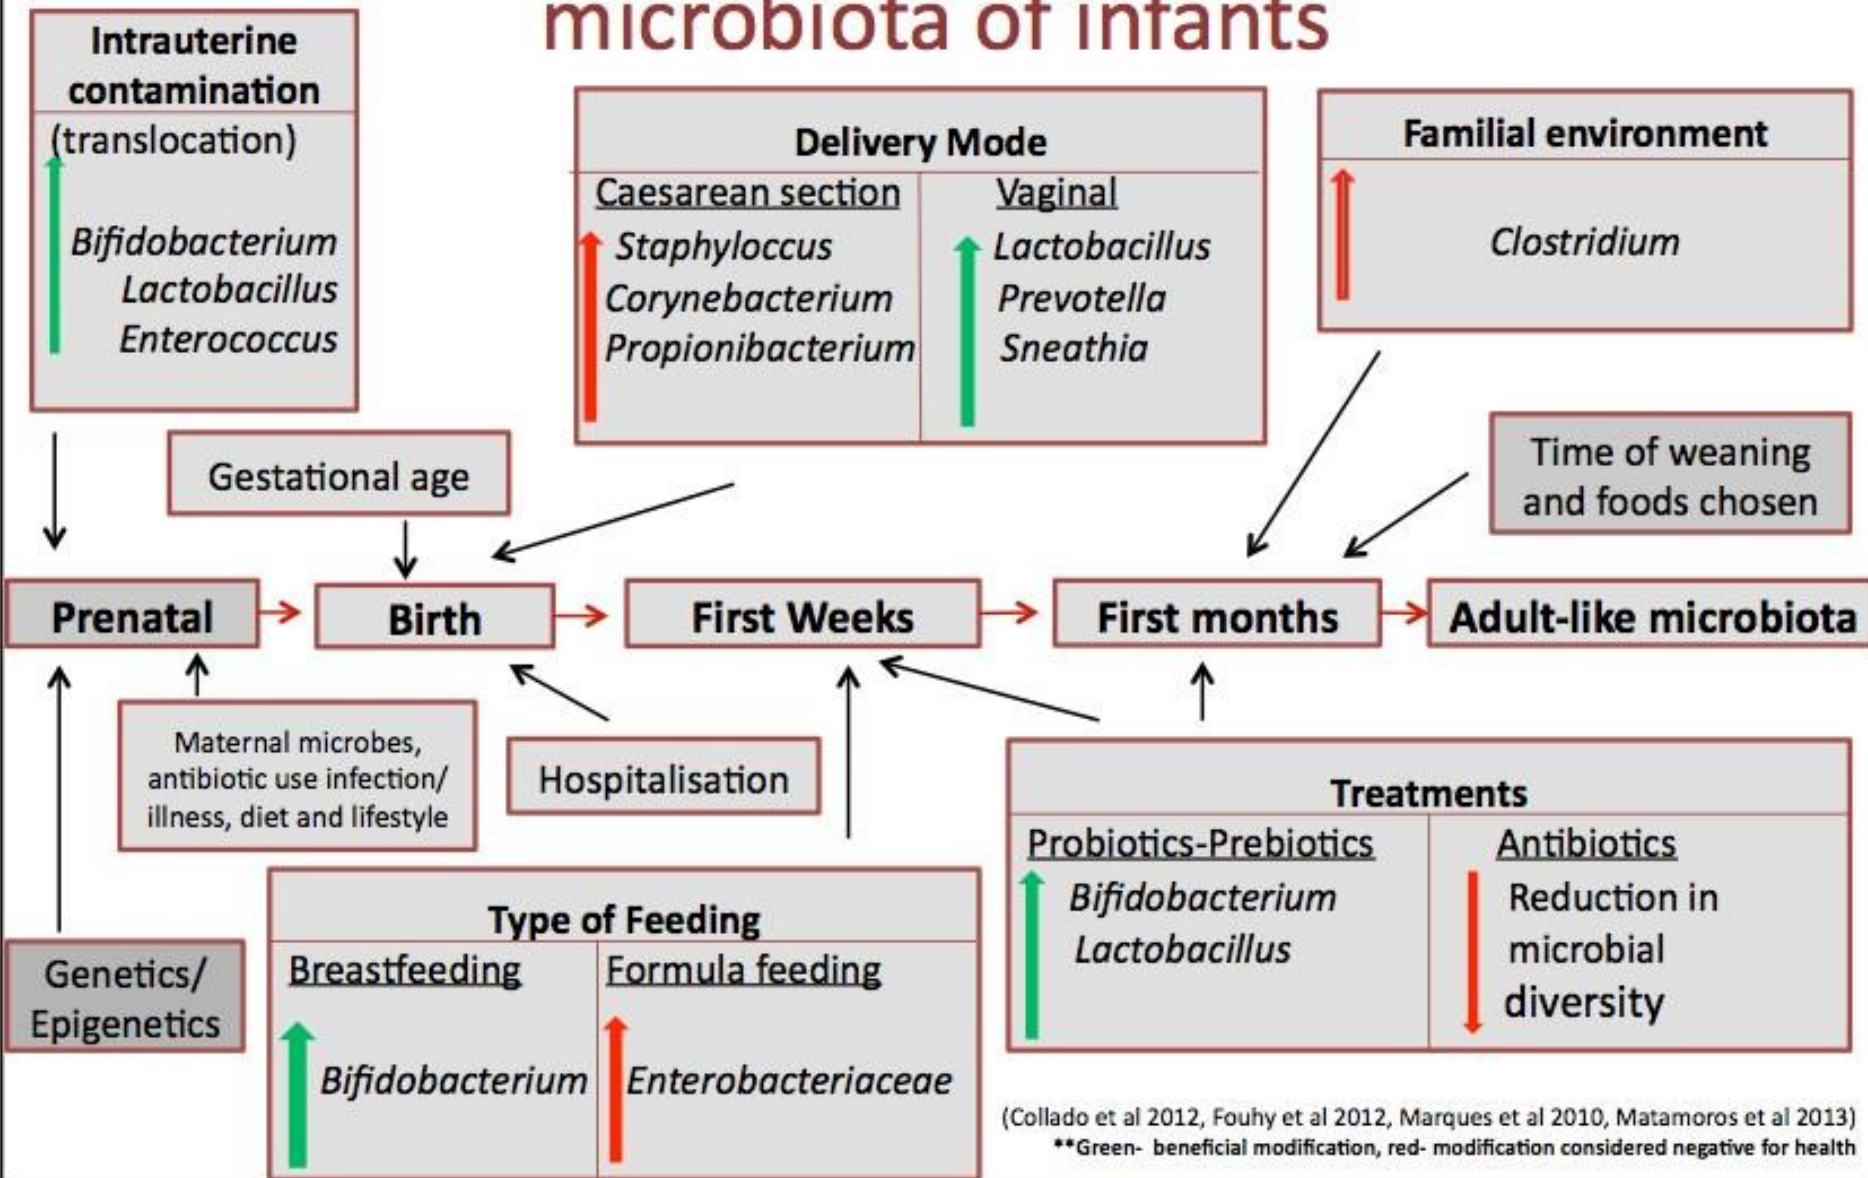 microbiota of infants
Intrauterine
contamination
(translocation)
Bifidobacterium
Lactobacillus
Enterococcus
Delivery Mode
Caesarean section
Staphyloccus
Corynebacterium
Propionibacterium
Vaginal
Lactobacillus
Prevotella
Sneathia
Familial environment
Clostridium
Gestational age
Time of weaning
and foods chosen
Prenatal
Birth
First Weeks
First months
Adult-like microbiota
Maternal microbes,
antibiotic use infection/
illness, diet and lifestyle
Hospitalisation
Genetics/
Epigenetics
Type of Feeding
Breastfeeding
Bifidobacterium
Formula feeding
Enterobacteriaceae
Treatments
Probiotics-Prebiotics
Bifidobacterium
Lactobacillus
Antibiotics
Reduction in
microbial
diversity
(Collado et al 2012, Fouhy et al 2012, Marques et al 2010, Matamoros et al 2013)
**Green- beneficial modification, red- modification considered negative for health